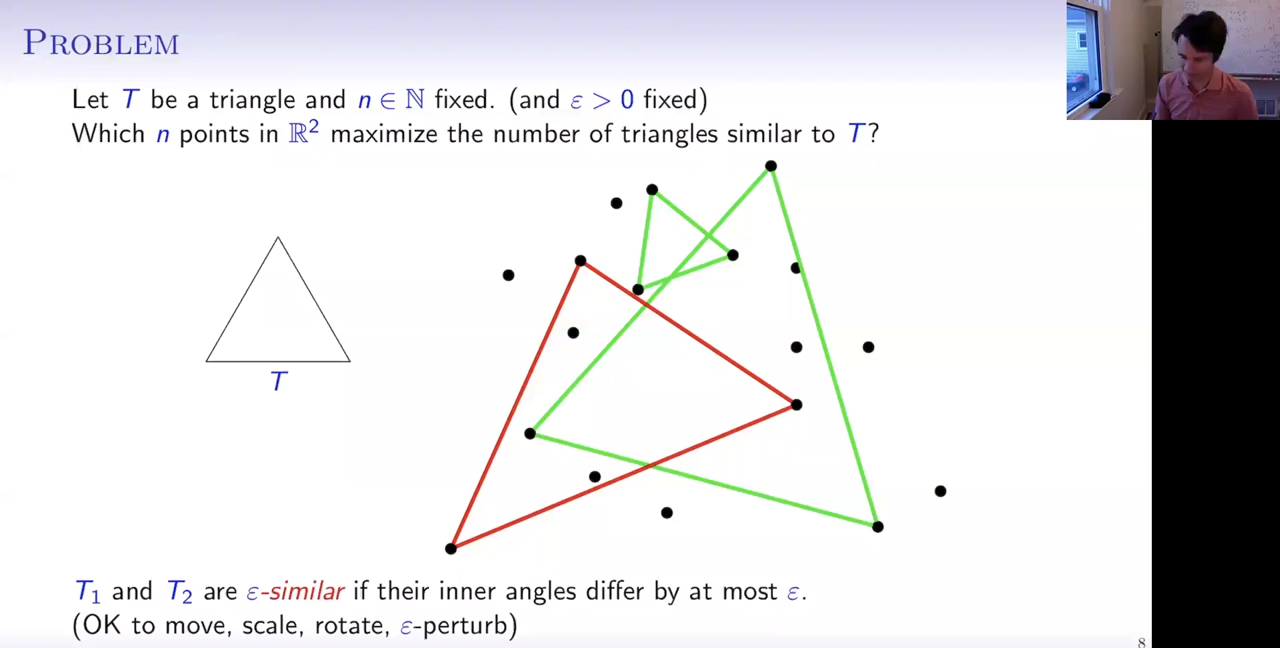 PROBLEM
Let T be a triangle and n ∈ ℕ fixed. (and ε > 0 fixed)
Which n points in ℝ² maximize the number of triangles similar to T?
T
T₁ and T₂ are ε-similar if their inner angles differ by at most ε.
(OK to move, scale, rotate, ε-perturb)
8